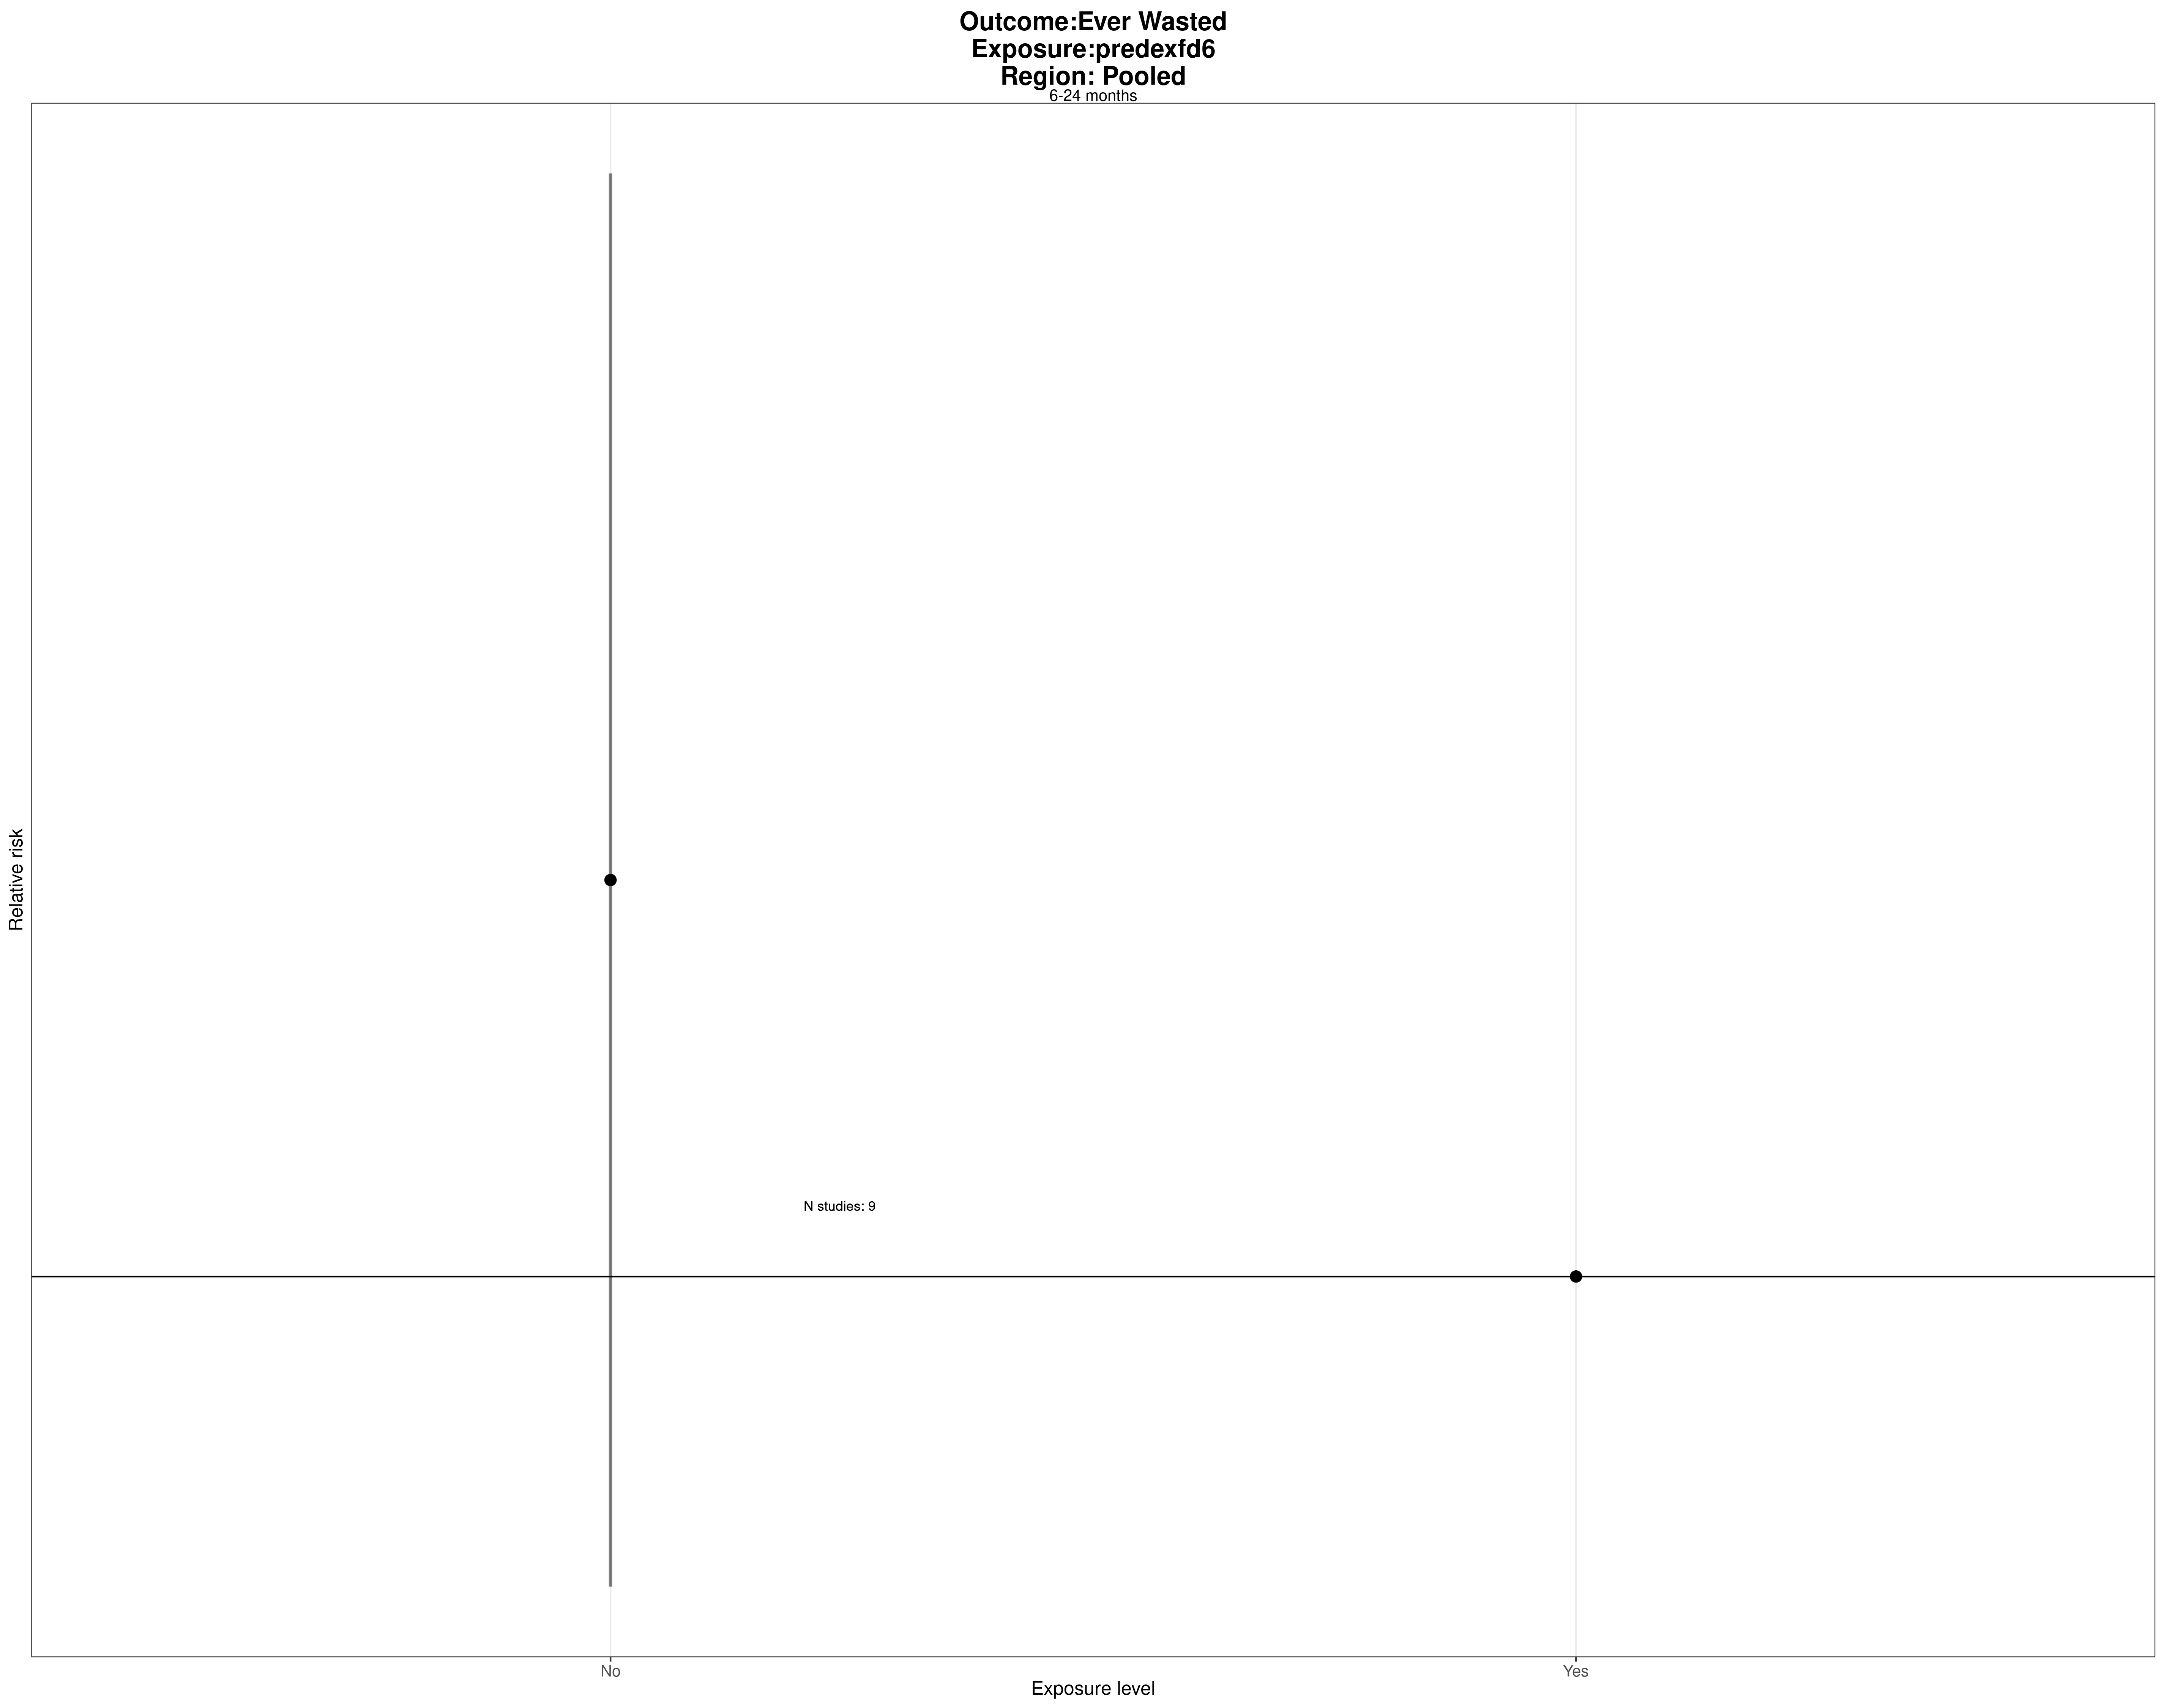 Outcome:Ever Wasted
Exposure:predexfd6
Region: Pooled
6-24 months
Relative risk
N studies: 9
No
Yes
Exposure level